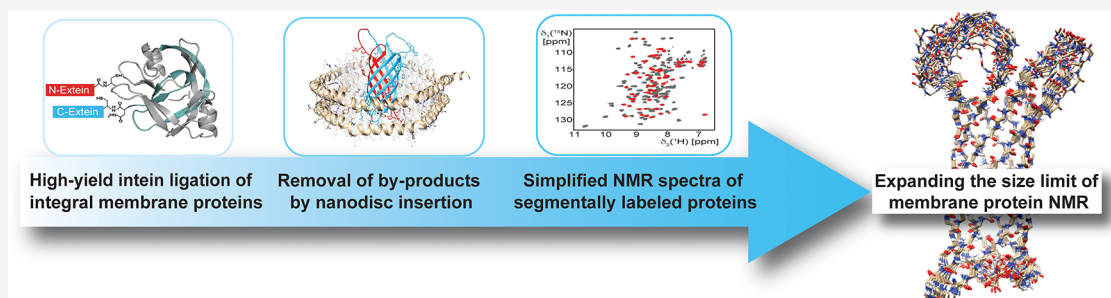 N-Extein
C-Extein
High-yield intein ligation of
integral membrane proteins
Removal of by-products
by nanodisc insertion
δ₁(¹⁵N)
[ppm]
110
115
120
125
130
11
10
9
8
7
δ₂(¹H) [ppm]
Simplified NMR spectra of
segmentally labeled proteins
Expanding the size limit of
membrane protein NMR